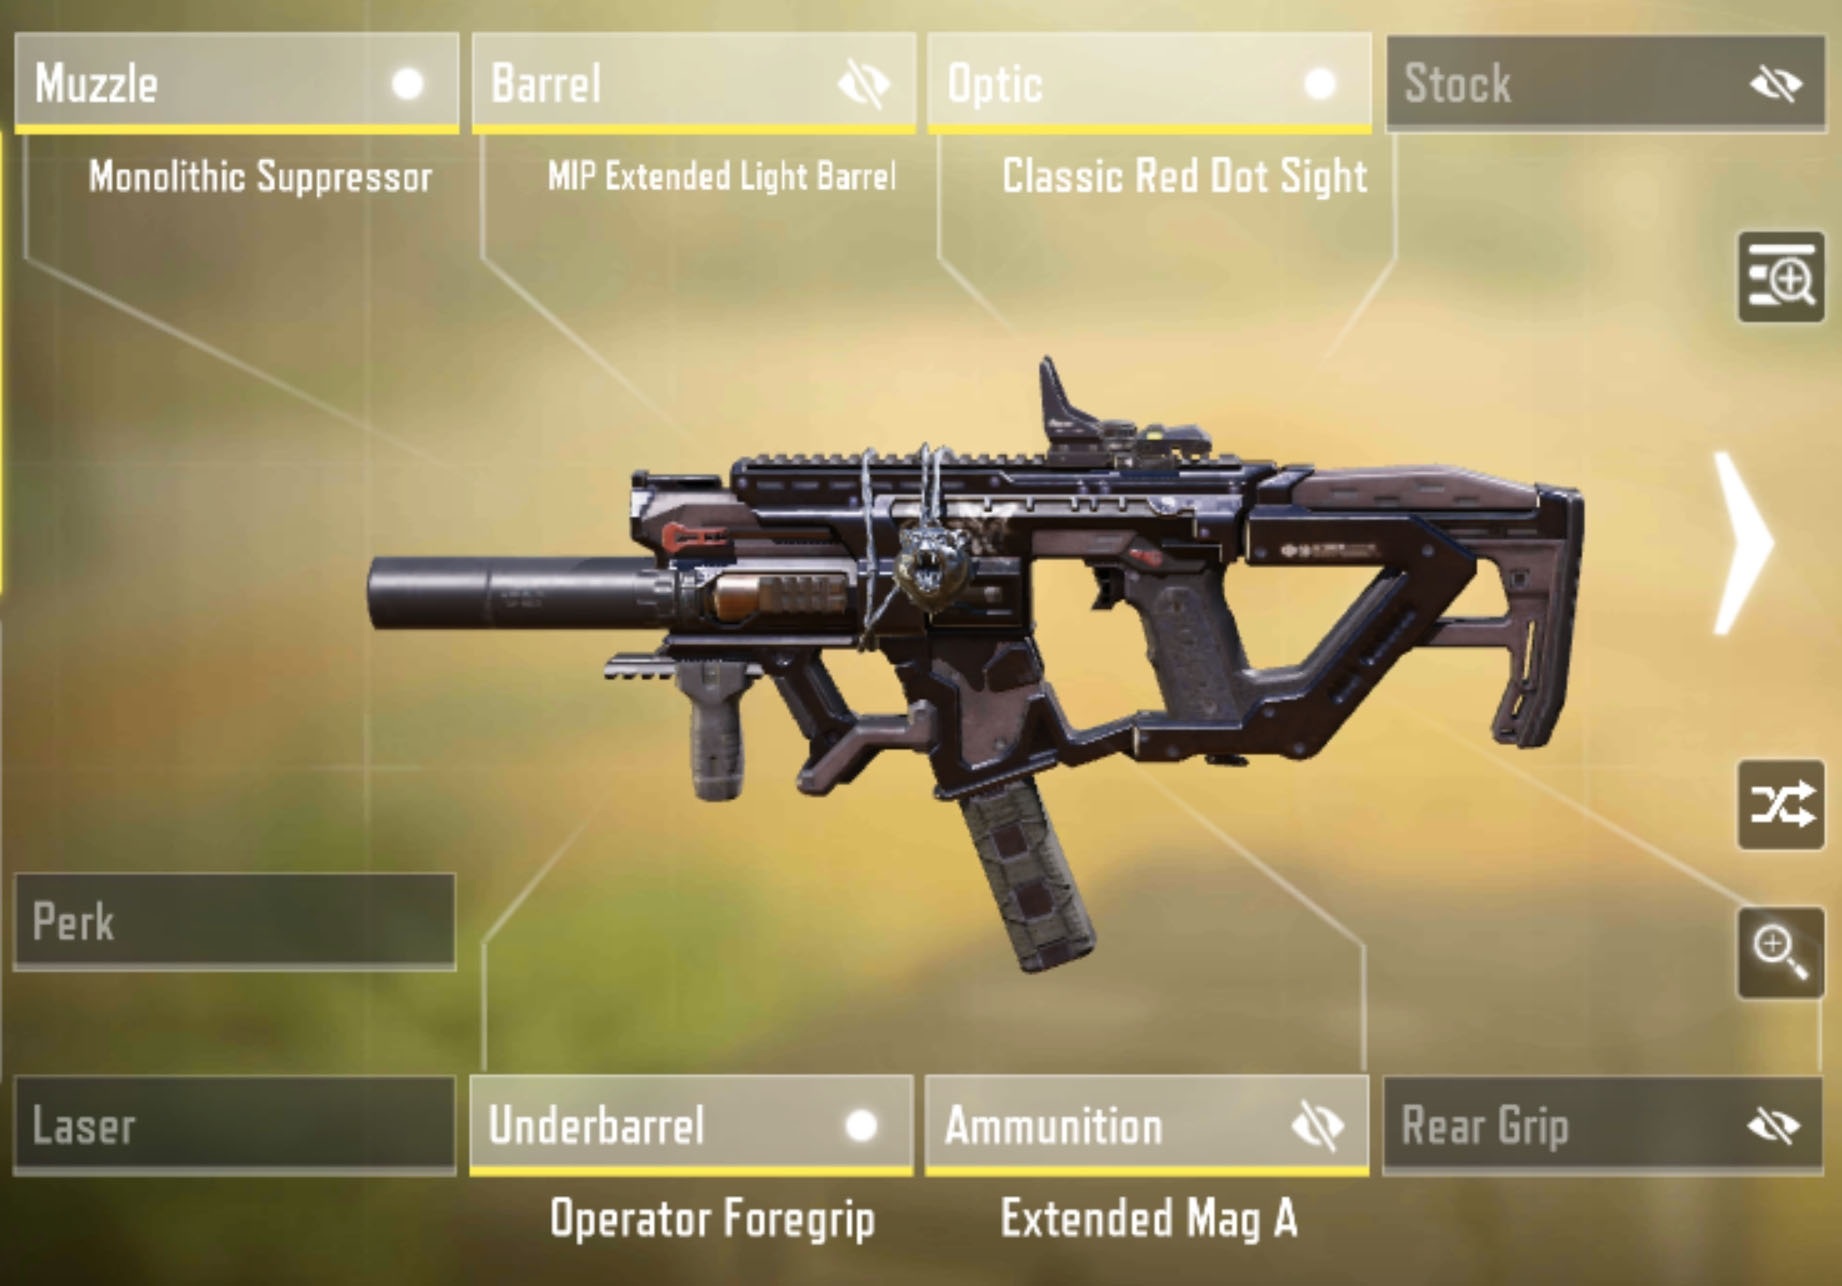 Muzzle
Barrel
Optic
Stock
Monolithic Suppressor
MIP Extended Light Barrel
Classic Red Dot Sight
Perk
Laser
Underbarrel
Ammunition
Rear Grip
Operator Foregrip
Extended Mag A